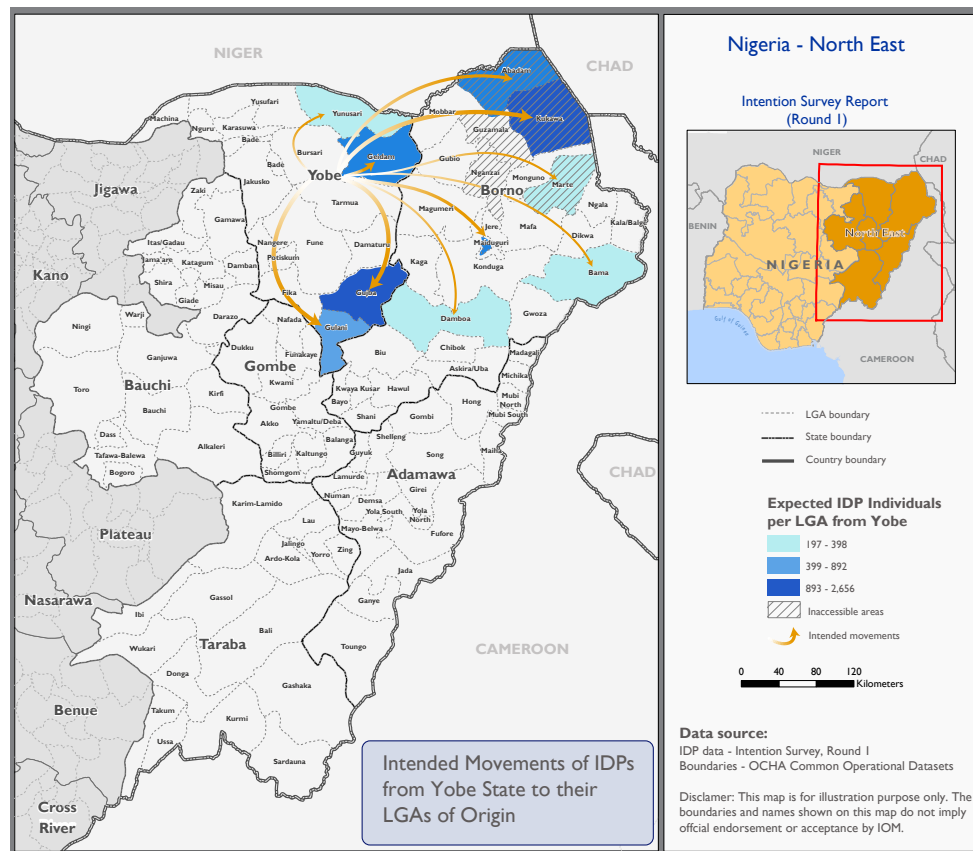 NIGER
CHAD
Abadam
Yusufari
Yunusari
Machina
Mobbar
Kukawa
Nguru
Karasuwa
Guzamala
Bade
Bursari
Geidam
Gubio
Bade
Nganzai
Monguno
Jigawa
Yobe
Borno
Marte
Zaki
Jakusko
Tarmua
Magumeri
Ngala
Gamawa
Jere
Mafa
Kala/Balge
Itas/Gadau
Nangere
Fune
Damaturu
Maiduguri
Dikwa
Jama'are
Katagum
Potiskum
Kaga
Konduga
Bama
Kano
Shira
Misau
Damban
Giade
Fika
Gujba
Ningi
Warji
Darazo
Nafada
Gulani
Damboa
Gwoza
Dukku
Chibok
Ganjuwa
Funakaye
Biu
Madagali
Gombe
Askira/Uba
Toro
Bauchi
Kwami
Michika
Kirfi
Kwaya Kusar
Hawul
Bauchi
Gombe
Bayo
Hong
Mubi
North
Akko
Yamaltu/Deba
Shani
Gombi
Mubi South
Dass
Balanga
Shelleng
Tafawa-Balewa
Alkaleri
Billiri
Kaltungo
Guyuk
Song
Maiha
Bogoro
Shomgom
Lamurde
Adamawa
CHAD
Karim-Lamido
Numan
Demsa
Girei
Plateau
Lau
Yola South
Yola
North
Mayo-Belwa
Fufore
Jalingo
Zing
Ardo-Kola
Yorro
Jada
Nasarawa
Gassol
Ganye
Ibi
Bali
Wukari
Taraba
Toungo
CAMEROON
Donga
Gashaka
Benue
Takum
Kurmi
Ussa
Sardauna
Cross
River
Intended Movements of IDPs
from Yobe State to their
LGAs of Origin
Nigeria - North East
Intention Survey Report
(Round 1)
NIGER
CHAD
BENIN
North East
NIGERIA
Gulf of Guinea
CAMEROON
LGA boundary
State boundary
Country boundary
Expected IDP Individuals
per LGA from Yobe
197 - 398
399 - 892
893 - 2,656
Inaccessible areas
Intended movements
0 40 80 120
Kilometers
Data source:
IDP data - Intention Survey, Round 1
Boundaries - OCHA Common Operational Datasets
Disclamer: This map is for illustration purpose only. The
boundaries and names shown on this map do not imply
offcial endorsement or acceptance by IOM.